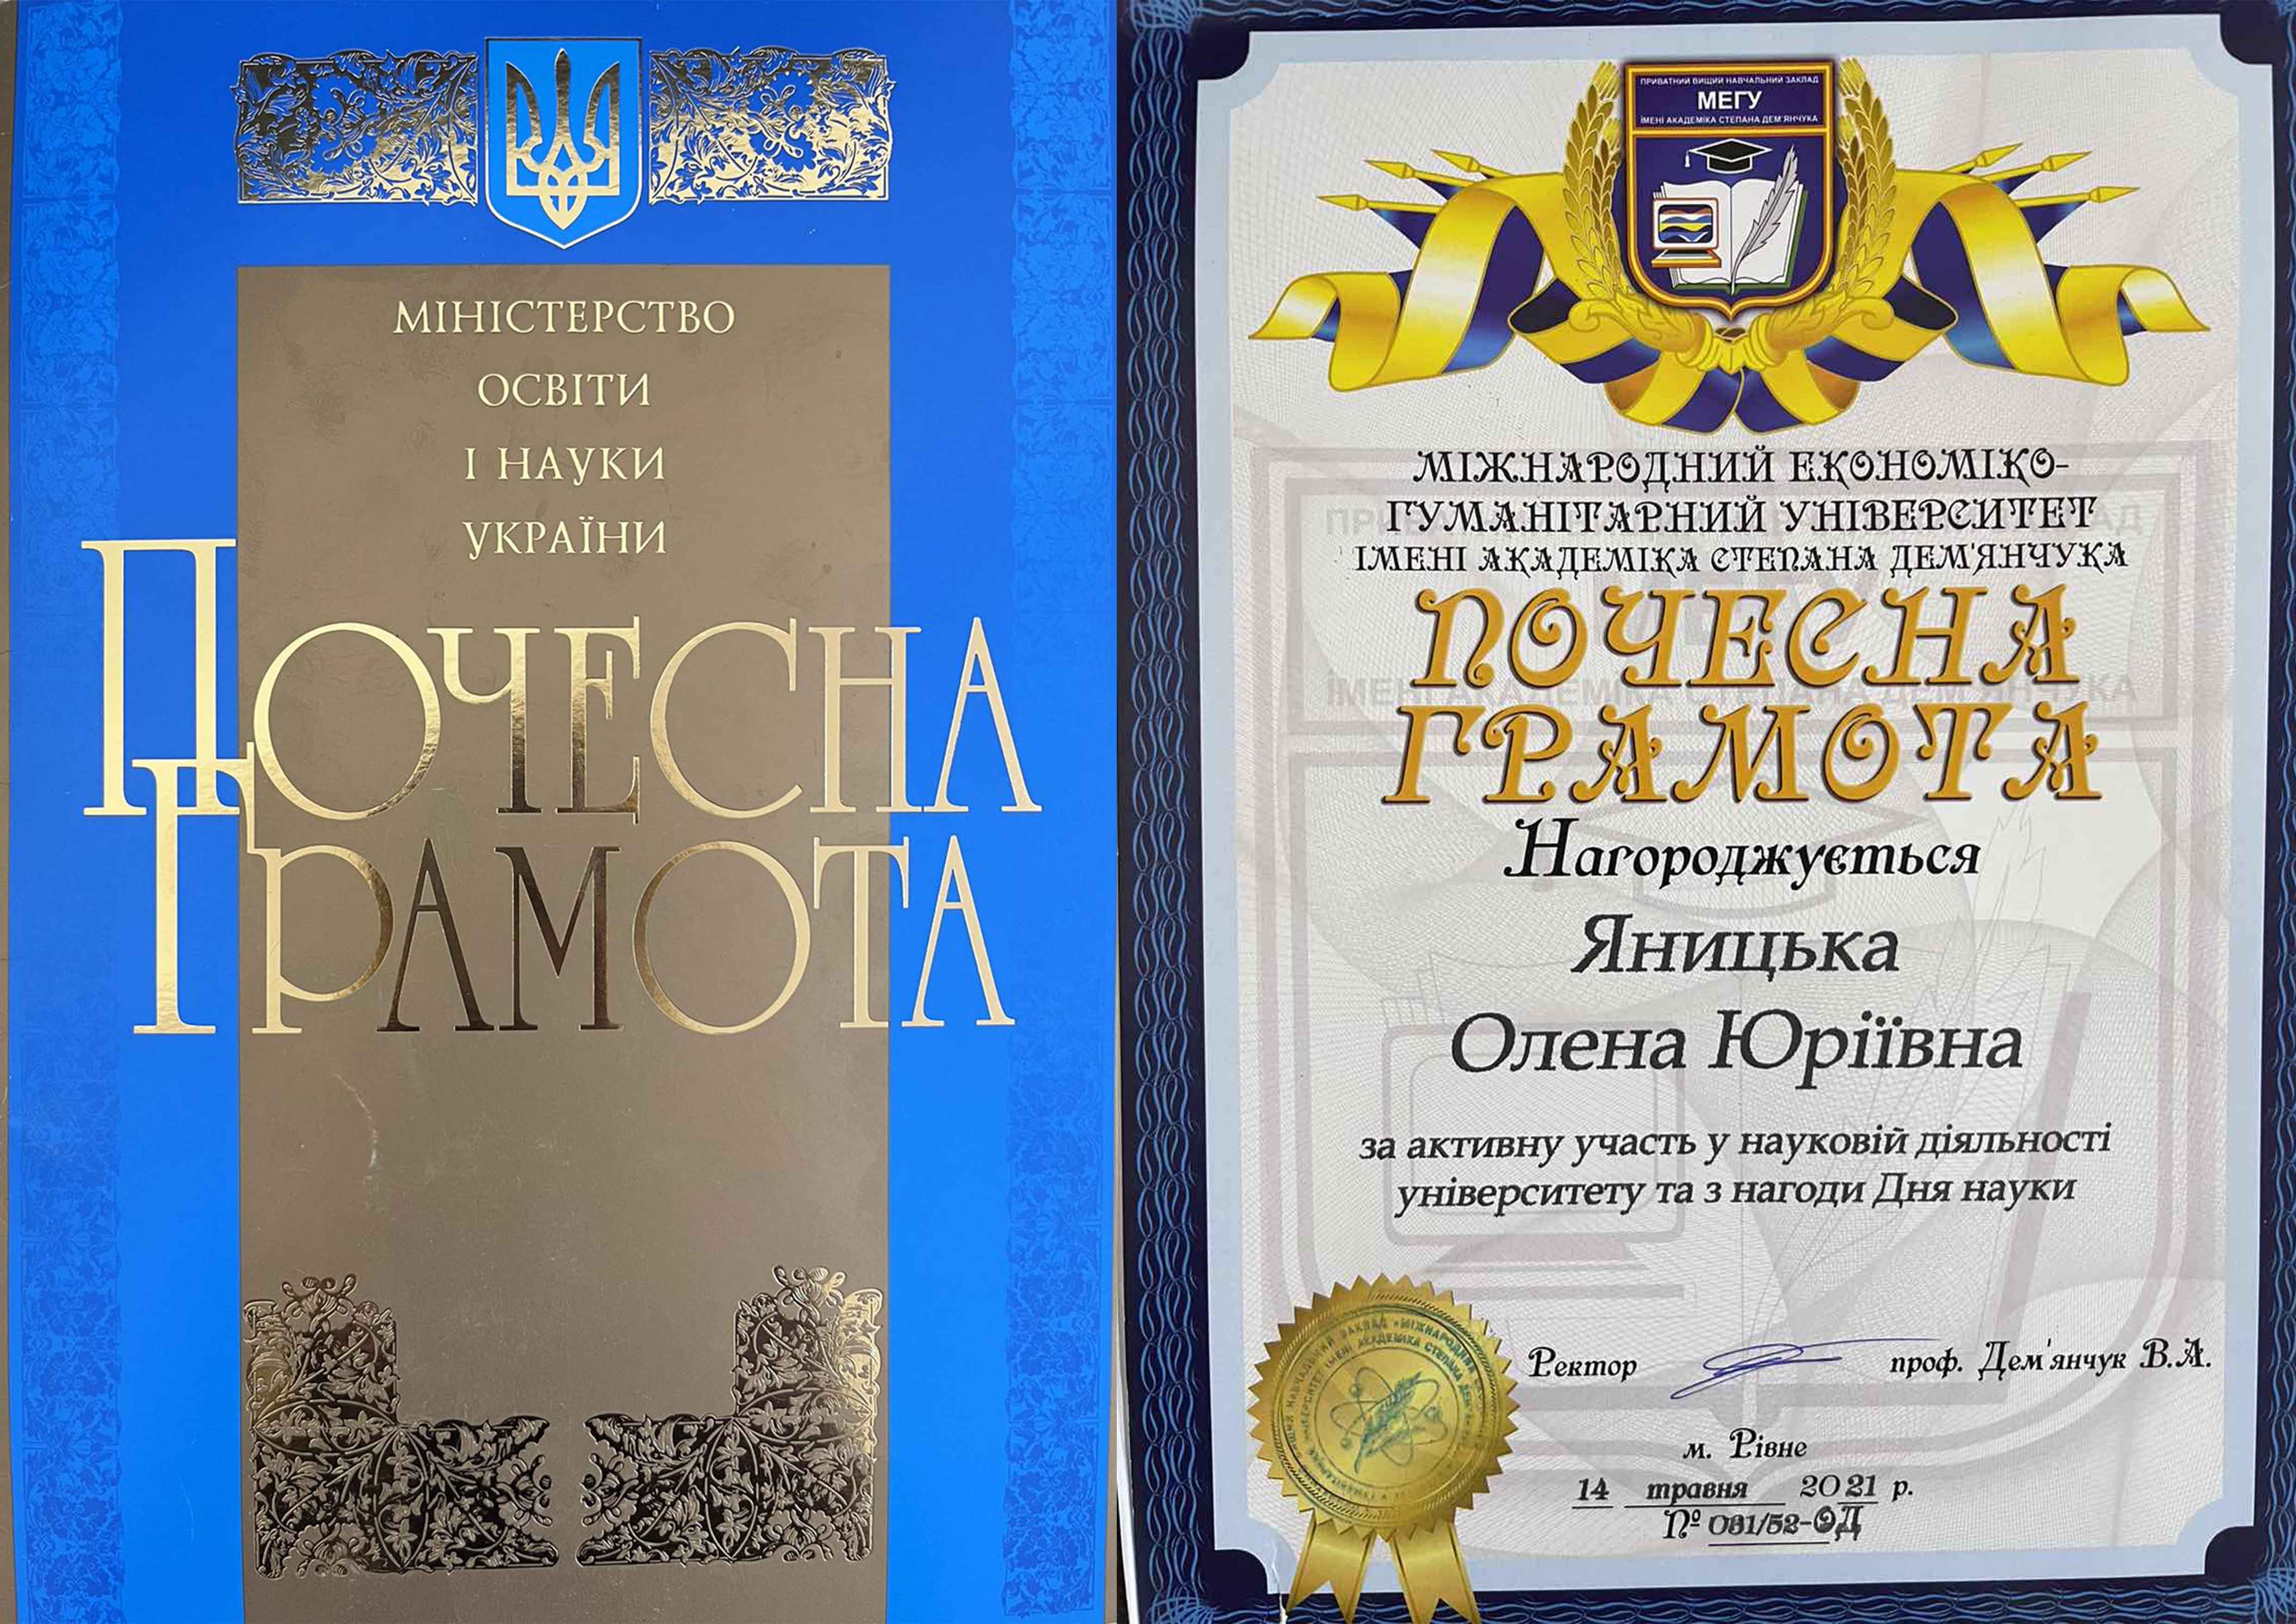 МІНІСТЕРСТВО
ОСВІТИ
І НАУКИ
УКРАЇНИ
ПОЧЕСНА
ГРАМОТА
ПРИВАТНИЙ ВИЩИЙ НАВЧАЛЬНИЙ ЗАКЛАД
МЕГУ
ІМЕНІ АКАДЕМІКА СТЕПАНА ДЕМ'ЯНЧУКА
МІЖНАРОДНИЙ ЕКОНОМІКО-
ГУМАНІТАРНИЙ УНІВЕРСИТЕТ
ІМЕНІ АКАДЕМІКА СТЕПАНА ДЕМ'ЯНЧУКА
ПОЧЕСНА
ГРАМОТА
Нагороджується
Яницька
Олена Юріївна
за активну участь у науковій діяльності
університету та з нагоди Дня науки
Ректор проф. Дем'янчук В.А.
м. Рівне
14 травня 2021 р.
№ 081/52-ОД